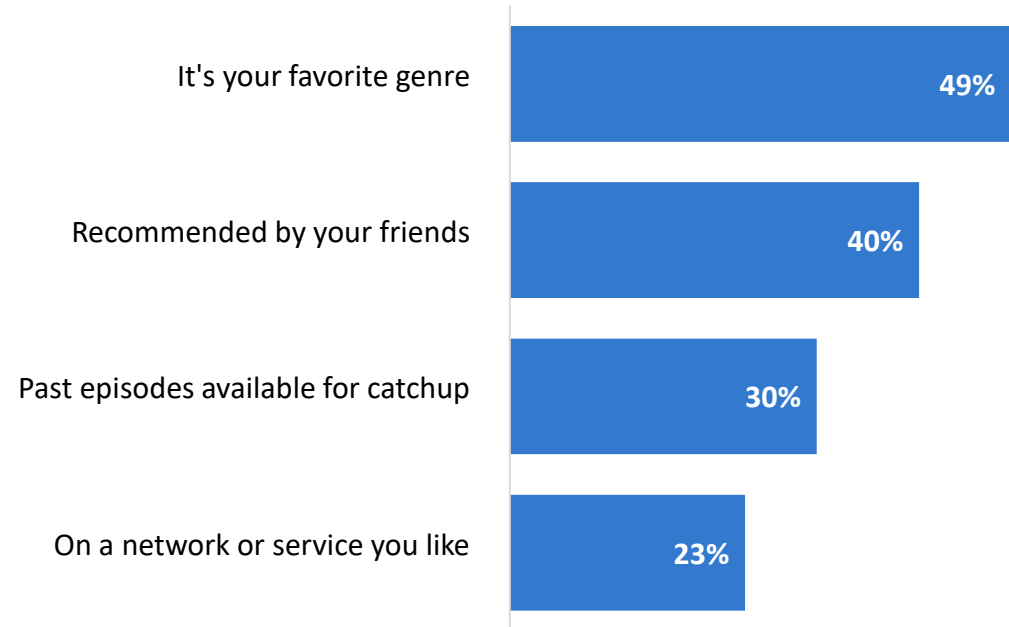 It's your favorite genre
49%
Recommended by your friends
40%
Past episodes available for catchup
30%
On a network or service you like
23%